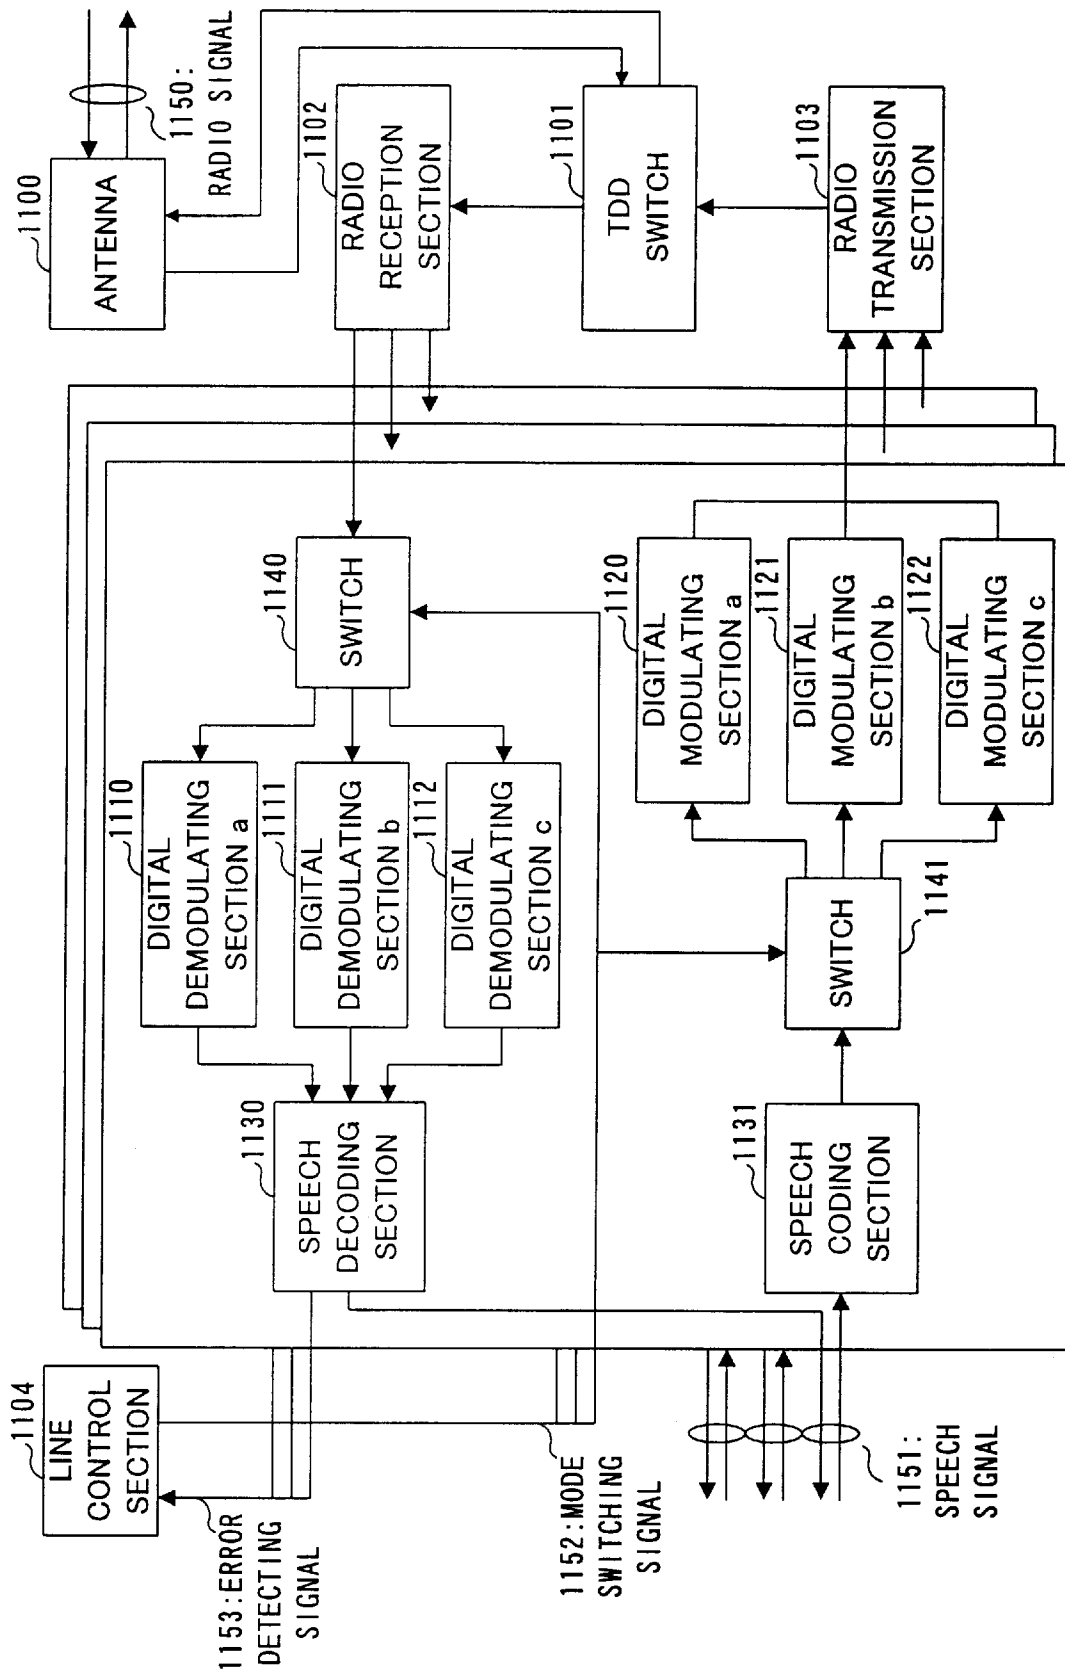 1100
ANTENNA
1150:
RADIO SIGNAL
1102
RADIO
RECEPTION
SECTION
1101
TDD
SWITCH
1103
RADIO
TRANSMISSION
SECTION
1140
SWITCH
1110
DIGITAL
DEMODULATING
SECTION a
1111
DIGITAL
DEMODULATING
SECTION b
1112
DIGITAL
DEMODULATING
SECTION c
1120
DIGITAL
MODULATING
SECTION a
1121
DIGITAL
MODULATING
SECTION b
1122
DIGITAL
MODULATING
SECTION c
1130
SPEECH
DECODING
SECTION
1141
SWITCH
1131
SPEECH
CODING
SECTION
1104
LINE
CONTROL
SECTION
1153:ERROR
DETECTING
SIGNAL
1152:MODE
SWITCHING
SIGNAL
1151:
SPEECH
SIGNAL